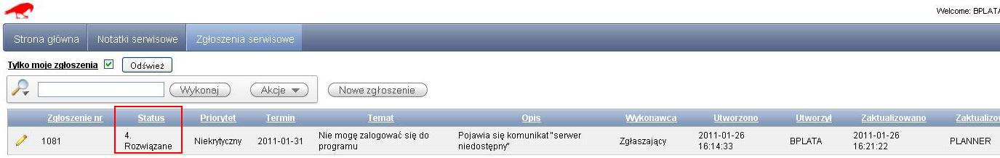 Welcome: BPLATA
Strona główna Notatki serwisowe Zgłoszenia serwisowe
Tylko moje zgłoszenia Odśwież
Wykonaj Akcje Nowe zgłoszenie
Zgłoszenie nr Status Priorytet Termin Temat Opis Wykonawca Utworzono Utworzył Zaktualizowano Zaktualizow
1081 4. Rozwiązane Niekrytyczny 2011-01-31 Nie mogę zalogować się do programu Pojawia się komunikat "serwer niedostępny" Zgłaszający 2011-01-26 16:14:33 BPLATA 2011-01-26 16:21:22 PLANNER